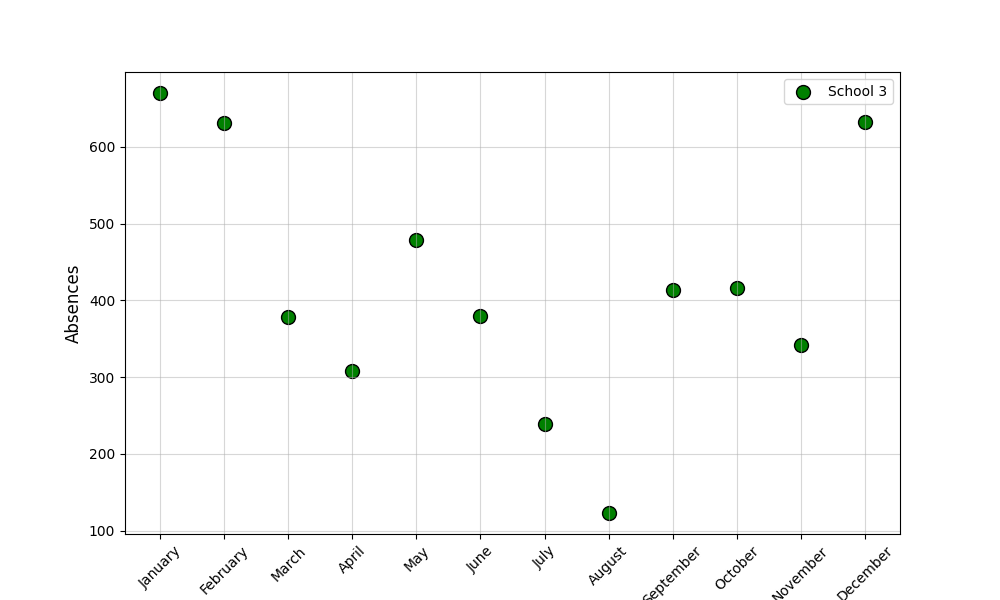 School 3
Absences
600
500
400
300
200
100
January
February
March
April
May
June
July
August
September
October
November
December